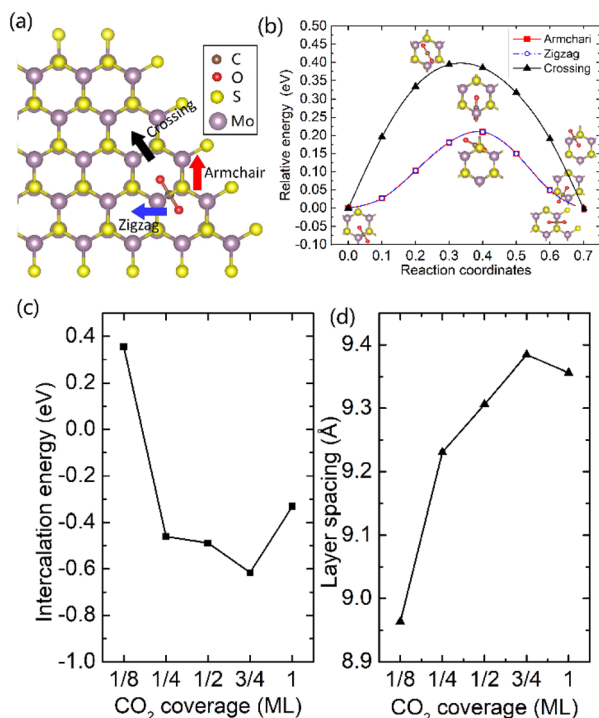 (a)
C
O
S
Mo
Crossing
Armchair
Zigzag
(b)
Armchari
Zigzag
Crossing
Relative energy (eV)
0.50
0.45
0.40
0.35
0.30
0.25
0.20
0.15
0.10
0.05
0.00
-0.05
-0.10
0.0 0.1 0.2 0.3 0.4 0.5 0.6 0.7
Reaction coordinates
(c)
Intercalation energy (eV)
0.4
0.2
0.0
-0.2
-0.4
-0.6
-0.8
-1.0
1/8 1/4 1/2 3/4 1
CO₂ coverage (ML)
(d)
Layer spacing (Å)
9.4
9.3
9.2
9.1
9.0
8.9
1/8 1/4 1/2 3/4 1
CO₂ coverage (ML)